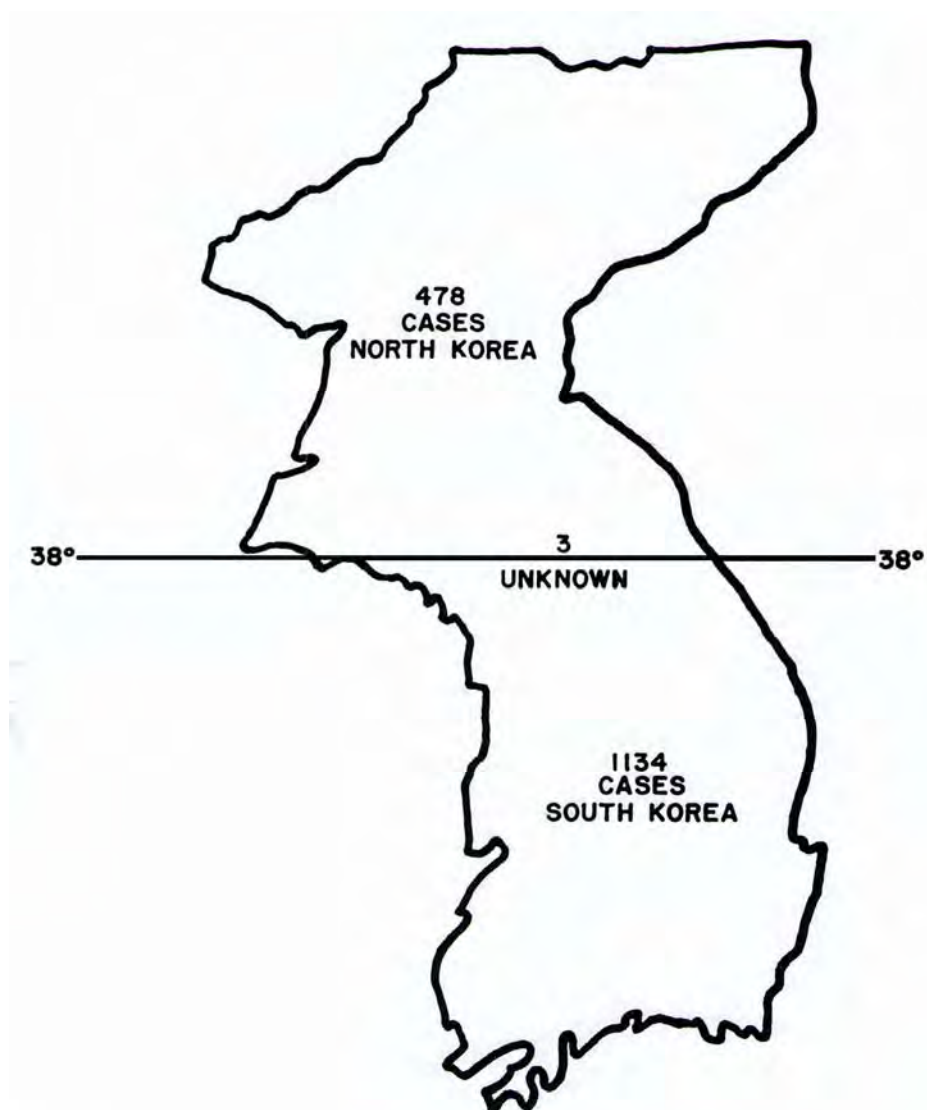 478
CASES
NORTH KOREA
38° 3 38°
UNKNOWN
1134
CASES
SOUTH KOREA